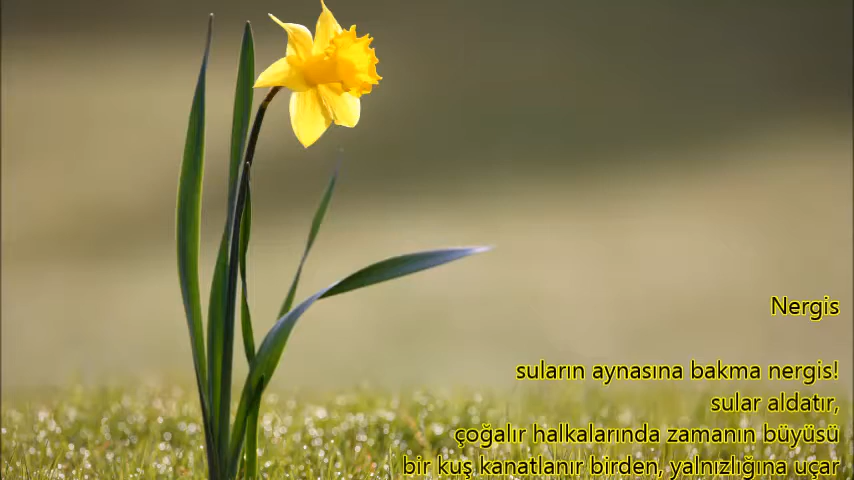 Nergis
suların aynasına bakma nergis!
sular aldatır,
çoğalır halkalarında zamanın büyüsü
bir kuş kanatlanır birden, yalnızlığına uçar